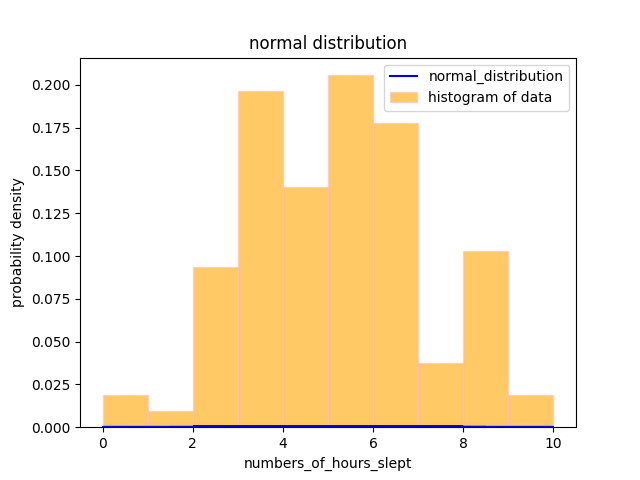 normal distribution
normal_distribution
histogram of data
0.200
0.175
0.150
0.125
0.100
0.075
0.050
0.025
0.000
probability density
0 2 4 6 8 10
numbers_of_hours_slept